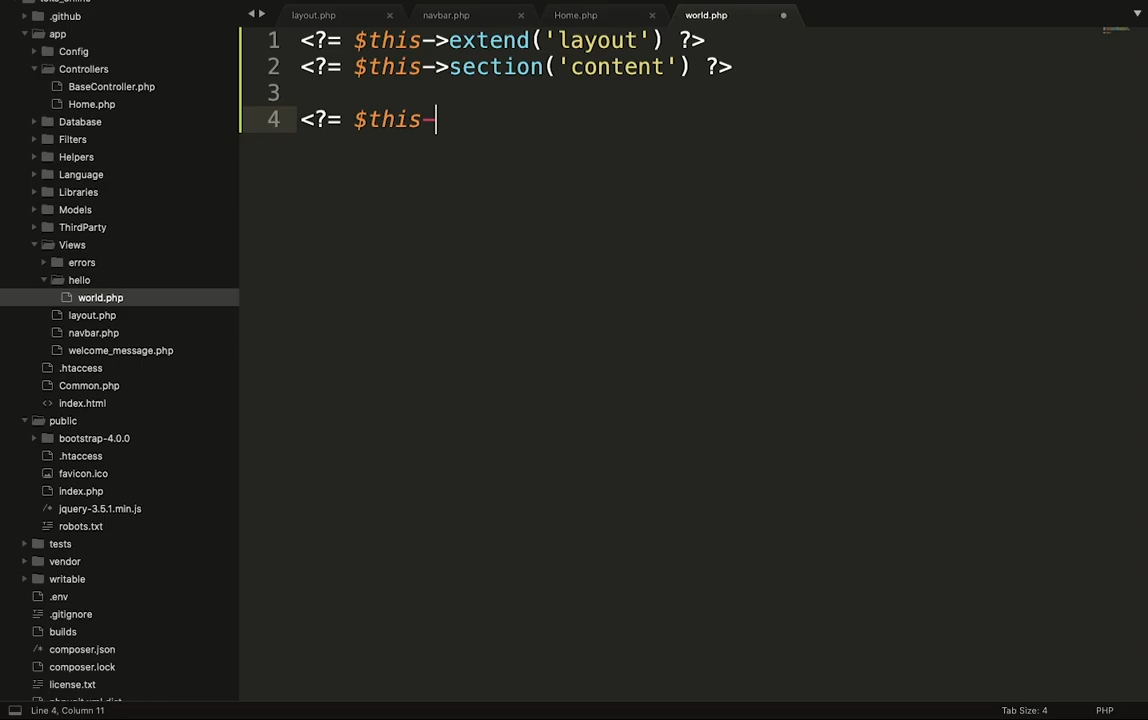 toko_online
.github
app
Config
Controllers
BaseController.php
Home.php
Database
Filters
Helpers
Language
Libraries
Models
ThirdParty
Views
errors
hello
world.php
layout.php
navbar.php
welcome_message.php
.htaccess
Common.php
<> index.html
public
bootstrap-4.0.0
.htaccess
favicon.ico
index.php
/* jquery-3.5.1.min.js
robots.txt
tests
vendor
writable
.env
.gitignore
builds
/* composer.json
composer.lock
license.txt
phpunit.xml.dist
layout.php × navbar.php × Home.php × world.php
1 <?= $this->extend('layout') ?>
2 <?= $this->section('content') ?>
3
4 <?= $this-
Line 4, Column 11 Tab Size: 4 PHP